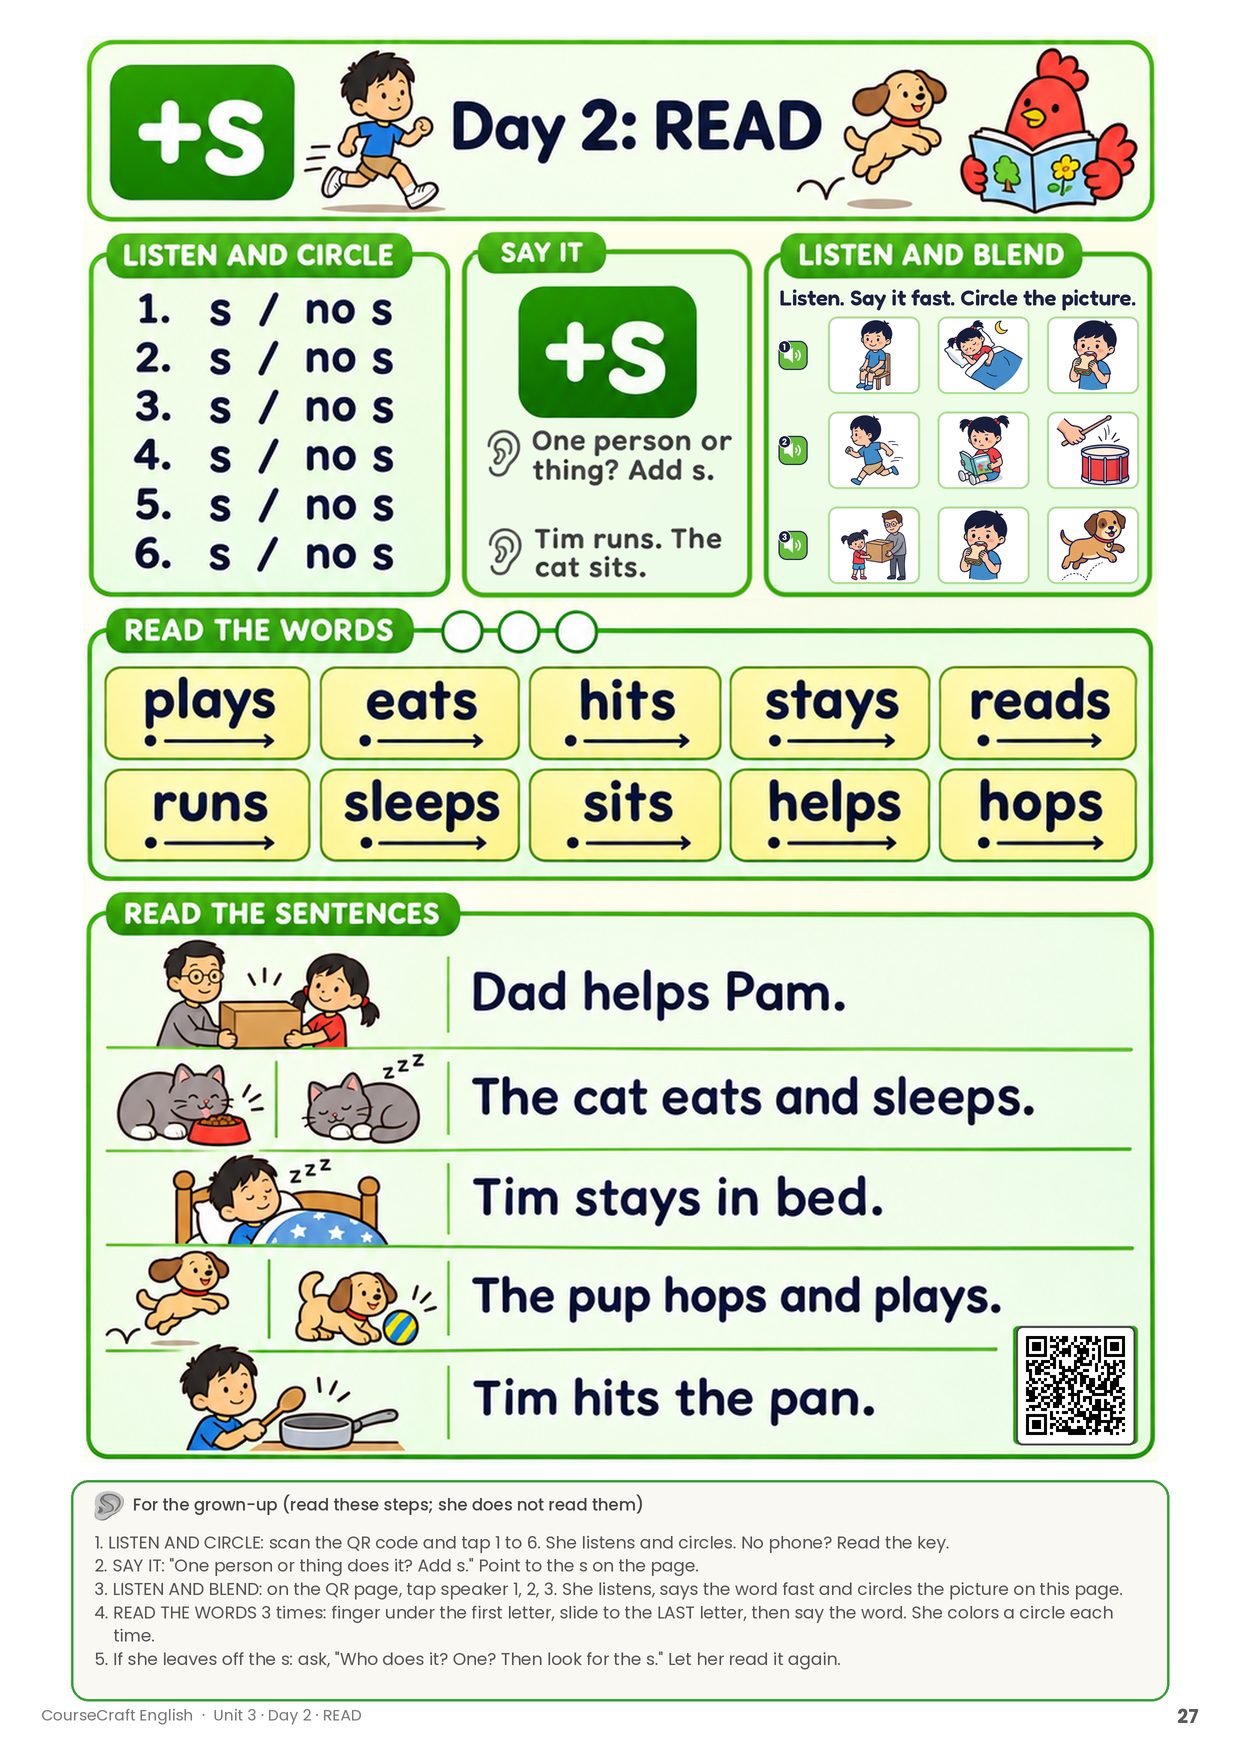 +s
Day 2: READ
LISTEN AND CIRCLE
1. s / no s
2. s / no s
3. s / no s
4. s / no s
5. s / no s
6. s / no s
SAY IT
+s
One person or
thing? Add s.
Tim runs. The
cat sits.
LISTEN AND BLEND
Listen. Say it fast. Circle the picture.
1
2
3
READ THE WORDS
plays eats hits stays reads
runs sleeps sits helps hops
READ THE SENTENCES
Dad helps Pam.
zzz
The cat eats and sleeps.
zzz
Tim stays in bed.
The pup hops and plays.
Tim hits the pan.
For the grown-up (read these steps; she does not read them)
1. LISTEN AND CIRCLE: scan the QR code and tap 1 to 6. She listens and circles. No phone? Read the key.
2. SAY IT: "One person or thing does it? Add s." Point to the s on the page.
3. LISTEN AND BLEND: on the QR page, tap speaker 1, 2, 3. She listens, says the word fast and circles the picture on this page.
4. READ THE WORDS 3 times: finger under the first letter, slide to the LAST letter, then say the word. She colors a circle each
time.
5. If she leaves off the s: ask, "Who does it? One? Then look for the s." Let her read it again.
CourseCraft English · Unit 3 · Day 2 · READ
27